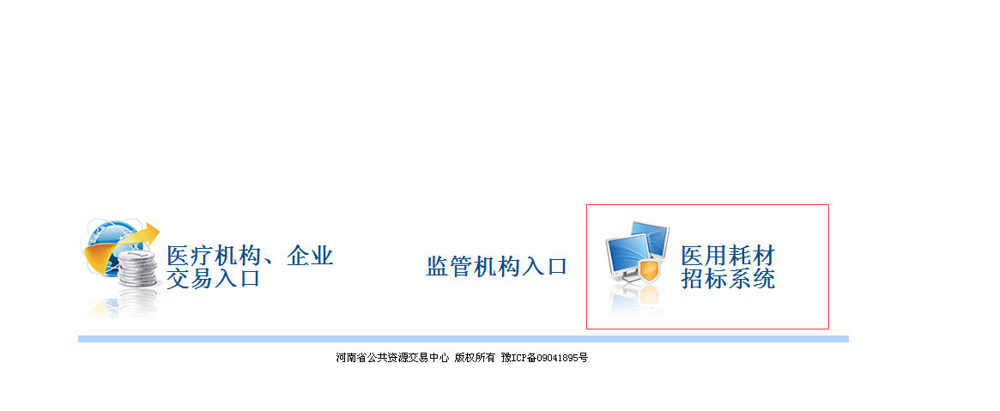 医疗机构、企业
交易入口
监管机构入口
医用耗材
招标系统
河南省公共资源交易中心 版权所有 豫ICP备09041895号